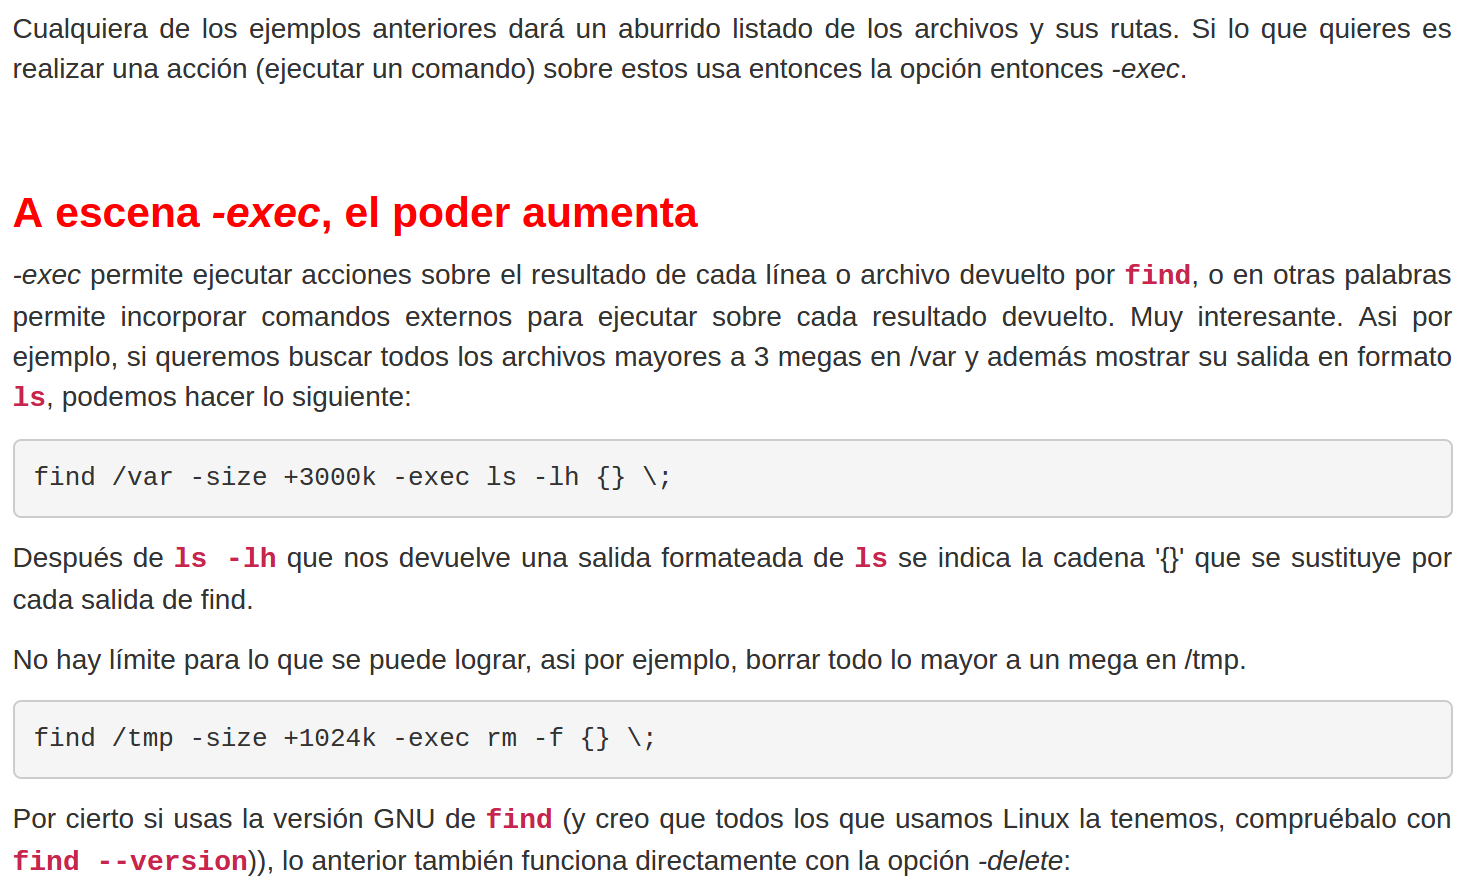 Cualquiera de los ejemplos anteriores dará un aburrido listado de los archivos y sus rutas. Si lo que quieres es
realizar una acción (ejecutar un comando) sobre estos usa entonces la opción entonces -exec.
A escena -exec, el poder aumenta
-exec permite ejecutar acciones sobre el resultado de cada línea o archivo devuelto por find, o en otras palabras
permite incorporar comandos externos para ejecutar sobre cada resultado devuelto. Muy interesante. Asi por
ejemplo, si queremos buscar todos los archivos mayores a 3 megas en /var y además mostrar su salida en formato
ls, podemos hacer lo siguiente:
find /var -size +3000k -exec ls -lh {} \;
Después de ls -lh que nos devuelve una salida formateada de ls se indica la cadena '{}' que se sustituye por
cada salida de find.
No hay límite para lo que se puede lograr, asi por ejemplo, borrar todo lo mayor a un mega en /tmp.
find /tmp -size +1024k -exec rm -f {} \;
Por cierto si usas la versión GNU de find (y creo que todos los que usamos Linux la tenemos, compruébalo con
find --version)), lo anterior también funciona directamente con la opción -delete: